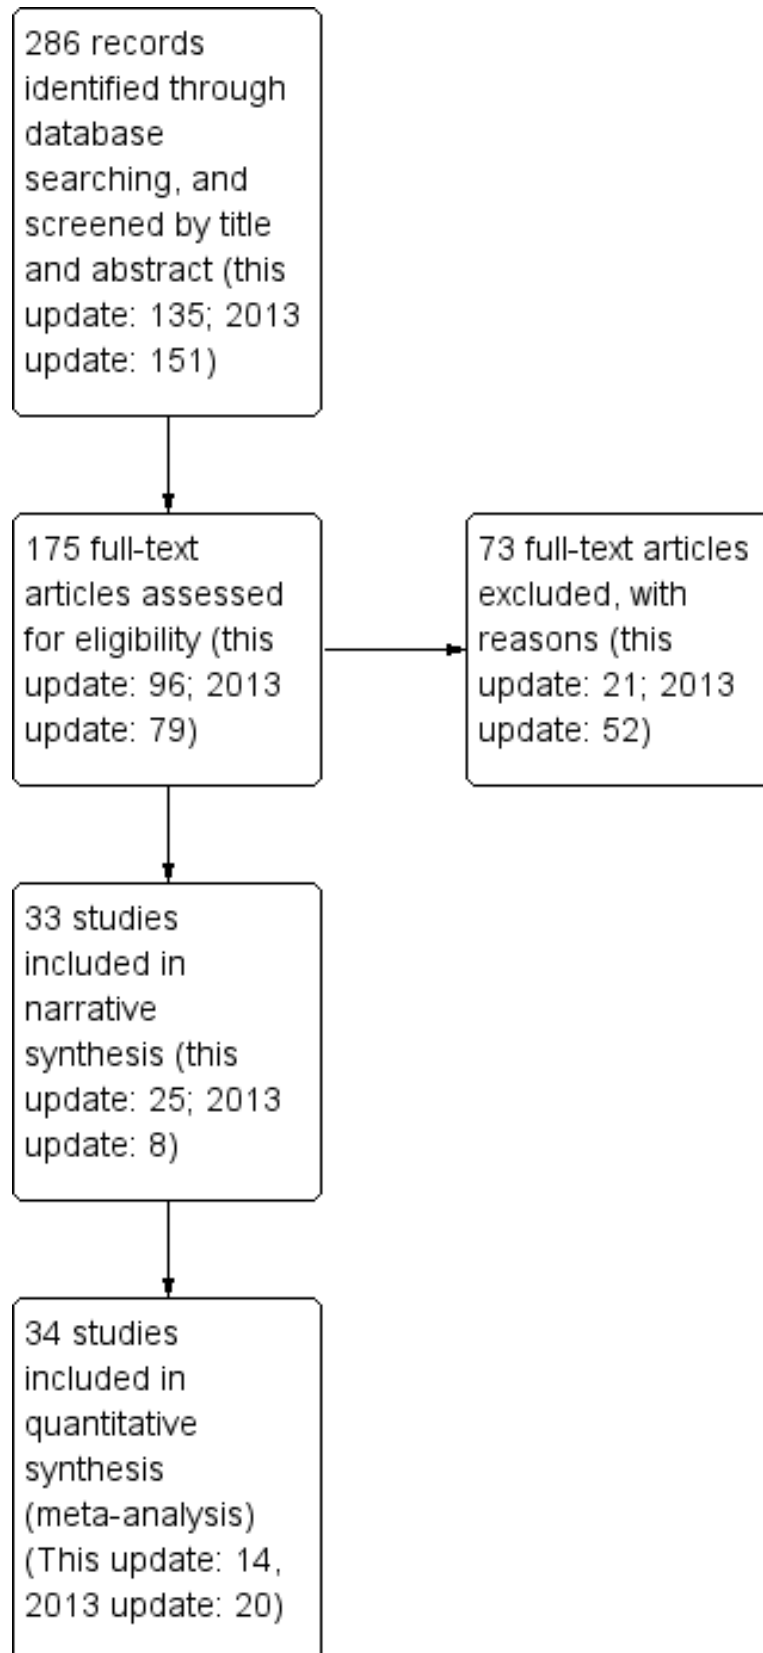 286 records
identified through
database
searching, and
screened by title
and abstract (this
update: 135; 2013
update: 151)
175 full-text
articles assessed
for eligibility (this
update: 96; 2013
update: 79)
73 full-text articles
excluded, with
reasons (this
update: 21; 2013
update: 52)
33 studies
included in
narrative
synthesis (this
update: 25; 2013
update: 8)
34 studies
included in
quantitative
synthesis
(meta-analysis)
(This update: 14,
2013 update: 20)